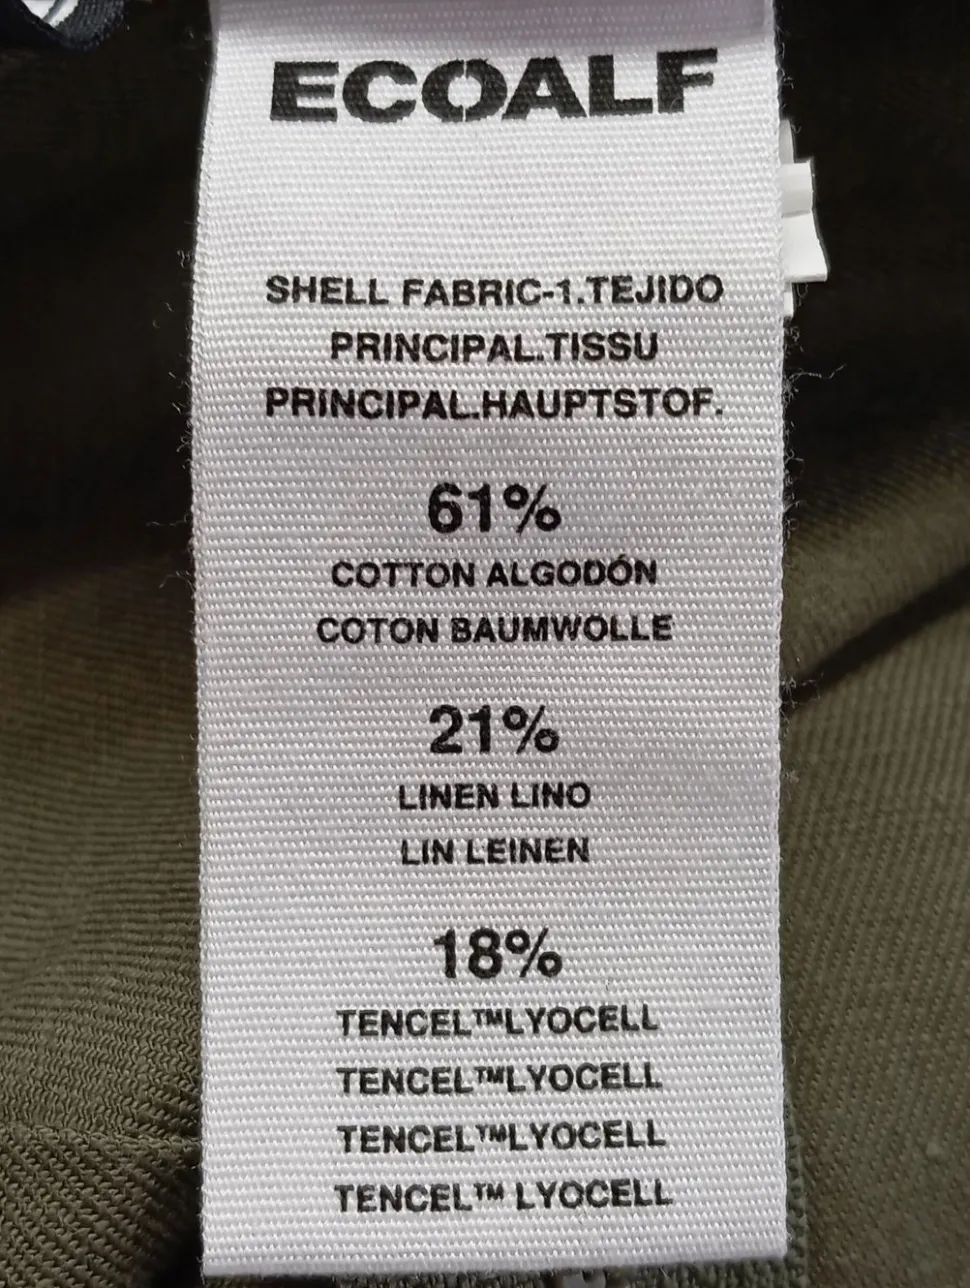 ECOALF
SHELL FABRIC-1.TEJIDO
PRINCIPAL.TISSU
PRINCIPAL.HAUPTSTOF.
61%
COTTON ALGODÓN
COTON BAUMWOLLE
21%
LINEN LINO
LIN LEINEN
18%
TENCEL™LYOCELL
TENCEL™LYOCELL
TENCEL™LYOCELL
TENCEL™ LYOCELL